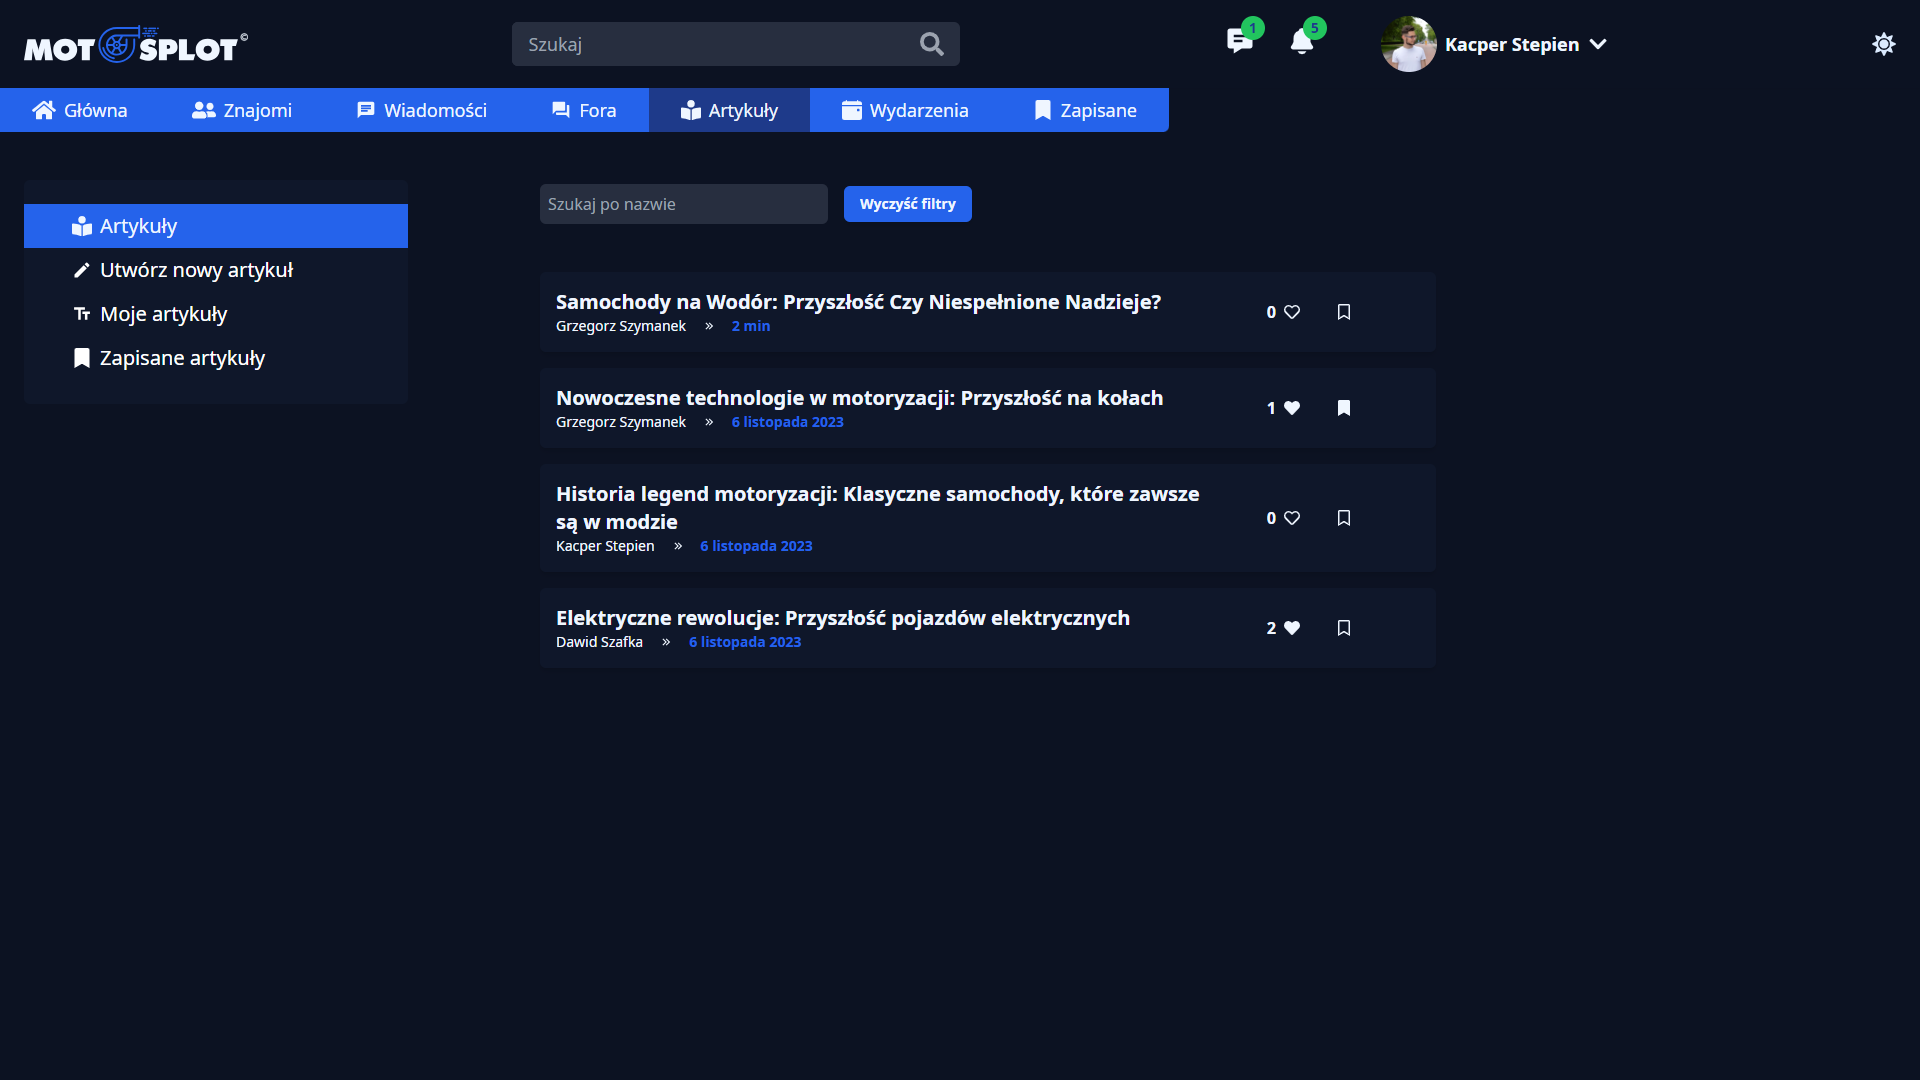 MOTOSPLOT©
Szukaj
1
5
Kacper Stepien
Główna
Znajomi
Wiadomości
Fora
Artykuły
Wydarzenia
Zapisane
Artykuły
Utwórz nowy artykuł
Moje artykuły
Zapisane artykuły
Szukaj po nazwie
Wyczyść filtry
Samochody na Wodór: Przyszłość Czy Niespełnione Nadzieje?
Grzegorz Szymanek » 2 min
0
Nowoczesne technologie w motoryzacji: Przyszłość na kołach
Grzegorz Szymanek » 6 listopada 2023
1
Historia legend motoryzacji: Klasyczne samochody, które zawsze
są w modzie
Kacper Stepien » 6 listopada 2023
0
Elektryczne rewolucje: Przyszłość pojazdów elektrycznych
Dawid Szafka » 6 listopada 2023
2